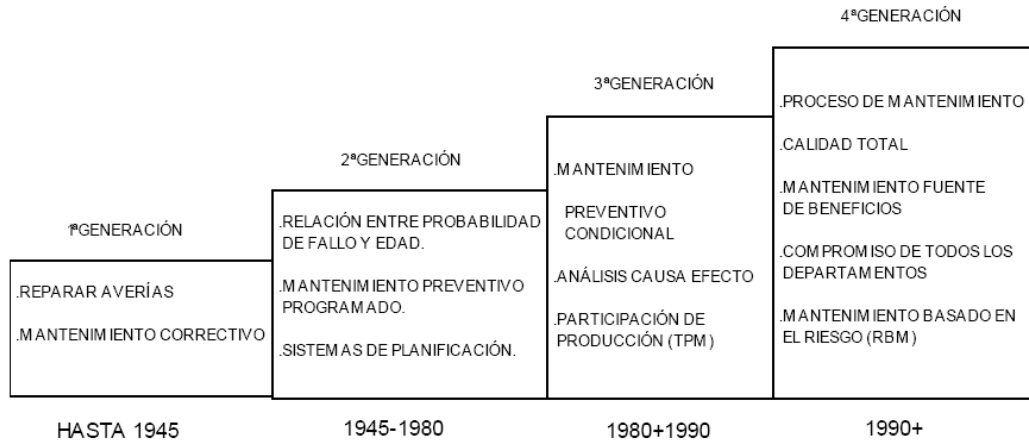 1ªGENERACIÓN
.REPARAR AVERÍAS
.MANTENIMIENTO CORRECTIVO
HASTA 1945
2ªGENERACIÓN
.RELACIÓN ENTRE PROBABILIDAD
DE FALLO Y EDAD.
.MANTENIMIENTO PREVENTIVO
PROGRAMADO.
.SISTEMAS DE PLANIFICACIÓN.
1945-1980
3ªGENERACIÓN
.MANTENIMIENTO
PREVENTIVO
CONDICIONAL
.ANÁLISIS CAUSA EFECTO
.PARTICIPACIÓN DE
PRODUCCIÓN (TPM)
1980+1990
4ªGENERACIÓN
.PROCESO DE MANTENIMIENTO
.CALIDAD TOTAL
.MANTENIMIENTO FUENTE
DE BENEFICIOS
.COMPROMISO DE TODOS LOS
DEPARTAMENTOS
.MANTENIMIENTO BASADO EN
EL RIESGO (RBM)
1990+